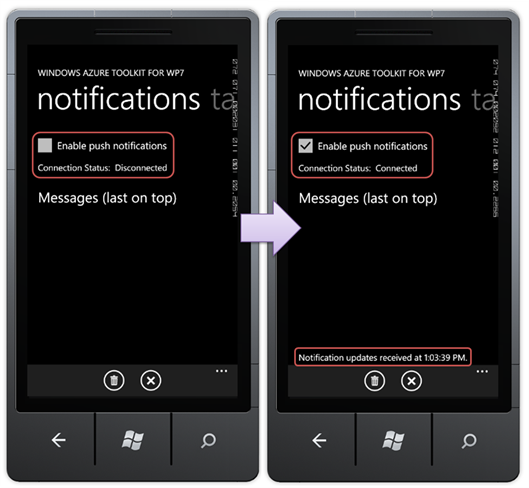 WINDOWS AZURE TOOLKIT FOR WP7
notifications ta
Enable push notifications
Connection Status: Disconnected
Messages (last on top)
WINDOWS AZURE TOOLKIT FOR WP7
notifications ta
Enable push notifications
Connection Status: Connected
Messages (last on top)
Notification updates received at 1:03:39 PM.